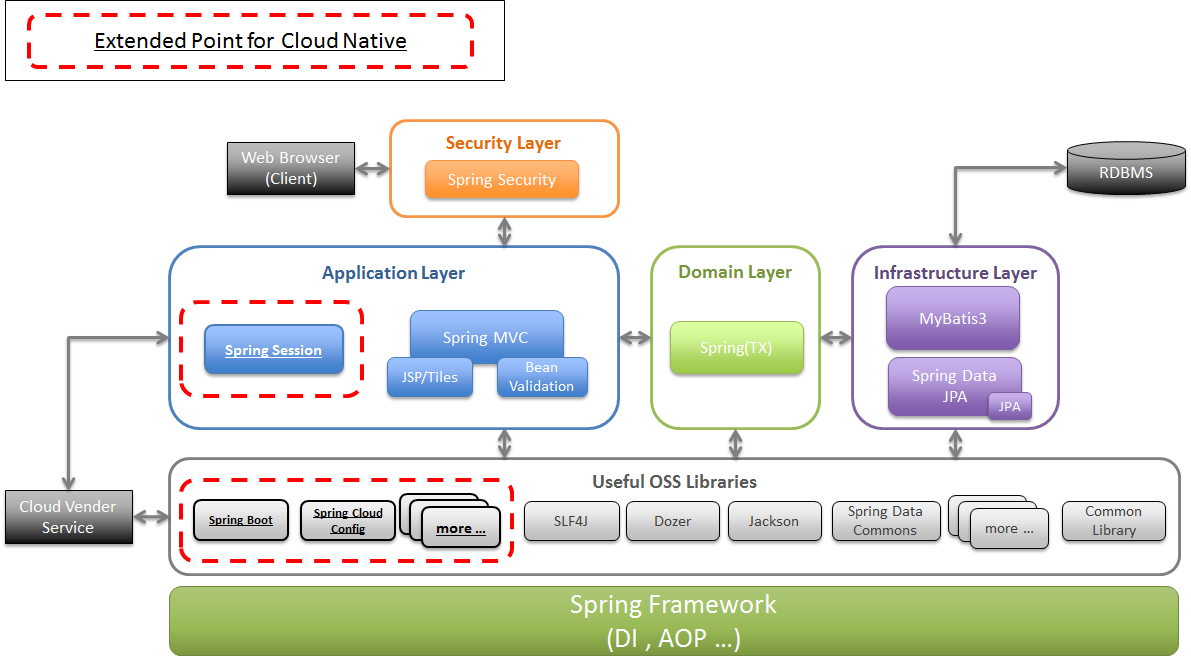 Extended Point for Cloud Native
Security Layer
Web Browser
(Client)
Spring Security
RDBMS
Application Layer
Domain Layer
Infrastructure Layer
Spring Session
Spring MVC
JSP/Tiles
Bean
Validation
Spring(TX)
MyBatis3
Spring Data
JPA
JPA
Cloud Vender
Service
Useful OSS Libraries
Spring Boot
Spring Cloud
Config
more ...
SLF4J
Dozer
Jackson
Spring Data
Commons
more ...
Common
Library
Spring Framework
(DI , AOP ...)